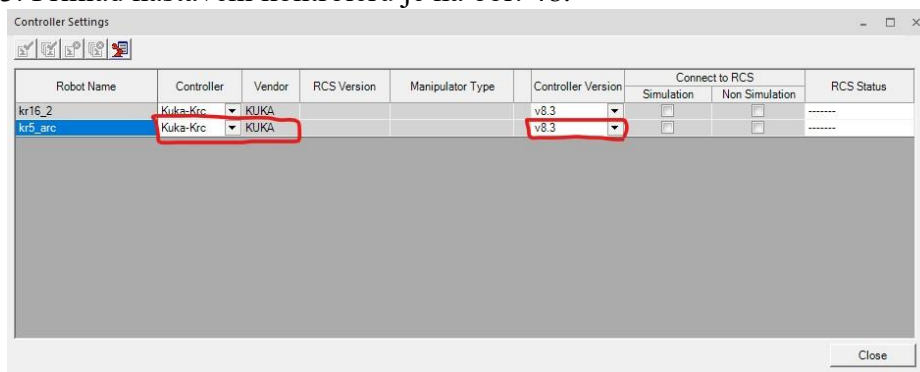 Controller Settings
Robot Name Controller Vendor RCS Version Manipulator Type Controller Version Connect to RCS RCS Status
Simulation Non Simulation
kr16_2 Kuka-Krc KUKA v8.3 -------
kr5_arc Kuka-Krc KUKA v8.3 -------
Close